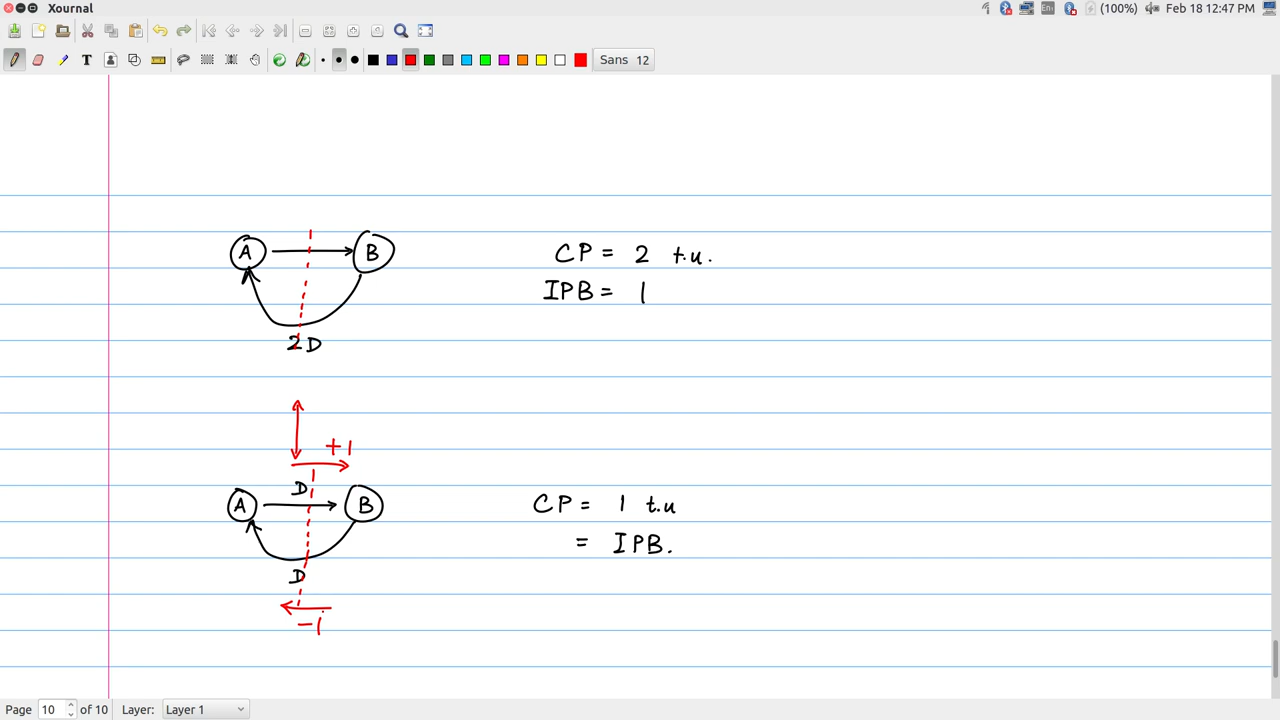 Xournal
(100%)
Feb 18 12:47 PM
En
Sans 12
A B
CP = 2 t.u.
IPB = 1
2D
+1
D
A B
CP = 1 t.u
= IPB.
D
-1
Page 10 of 10 Layer: Layer 1